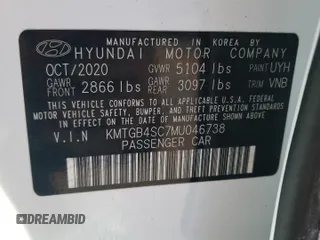 MANUFACTURED IN KOREA BY
HYUNDAI MOTOR COMPANY
OCT/2020 GVWR 5104 lbs PAINT UYH
GAWR FRONT 2866 lbs GAWR REAR 3097 lbs TRIM VNB
THIS VEHICLE CONFORMS TO ALL APPLICABLE FEDERAL
MOTOR VEHICLE SAFETY, BUMPER, AND THEFT PREVENTION
STANDARDS IN EFFECT ON THE DATE OF MANUFACTURE SHOWN ABOVE.
V.I.N KMTGB4SC7MU046738
PASSENGER CAR